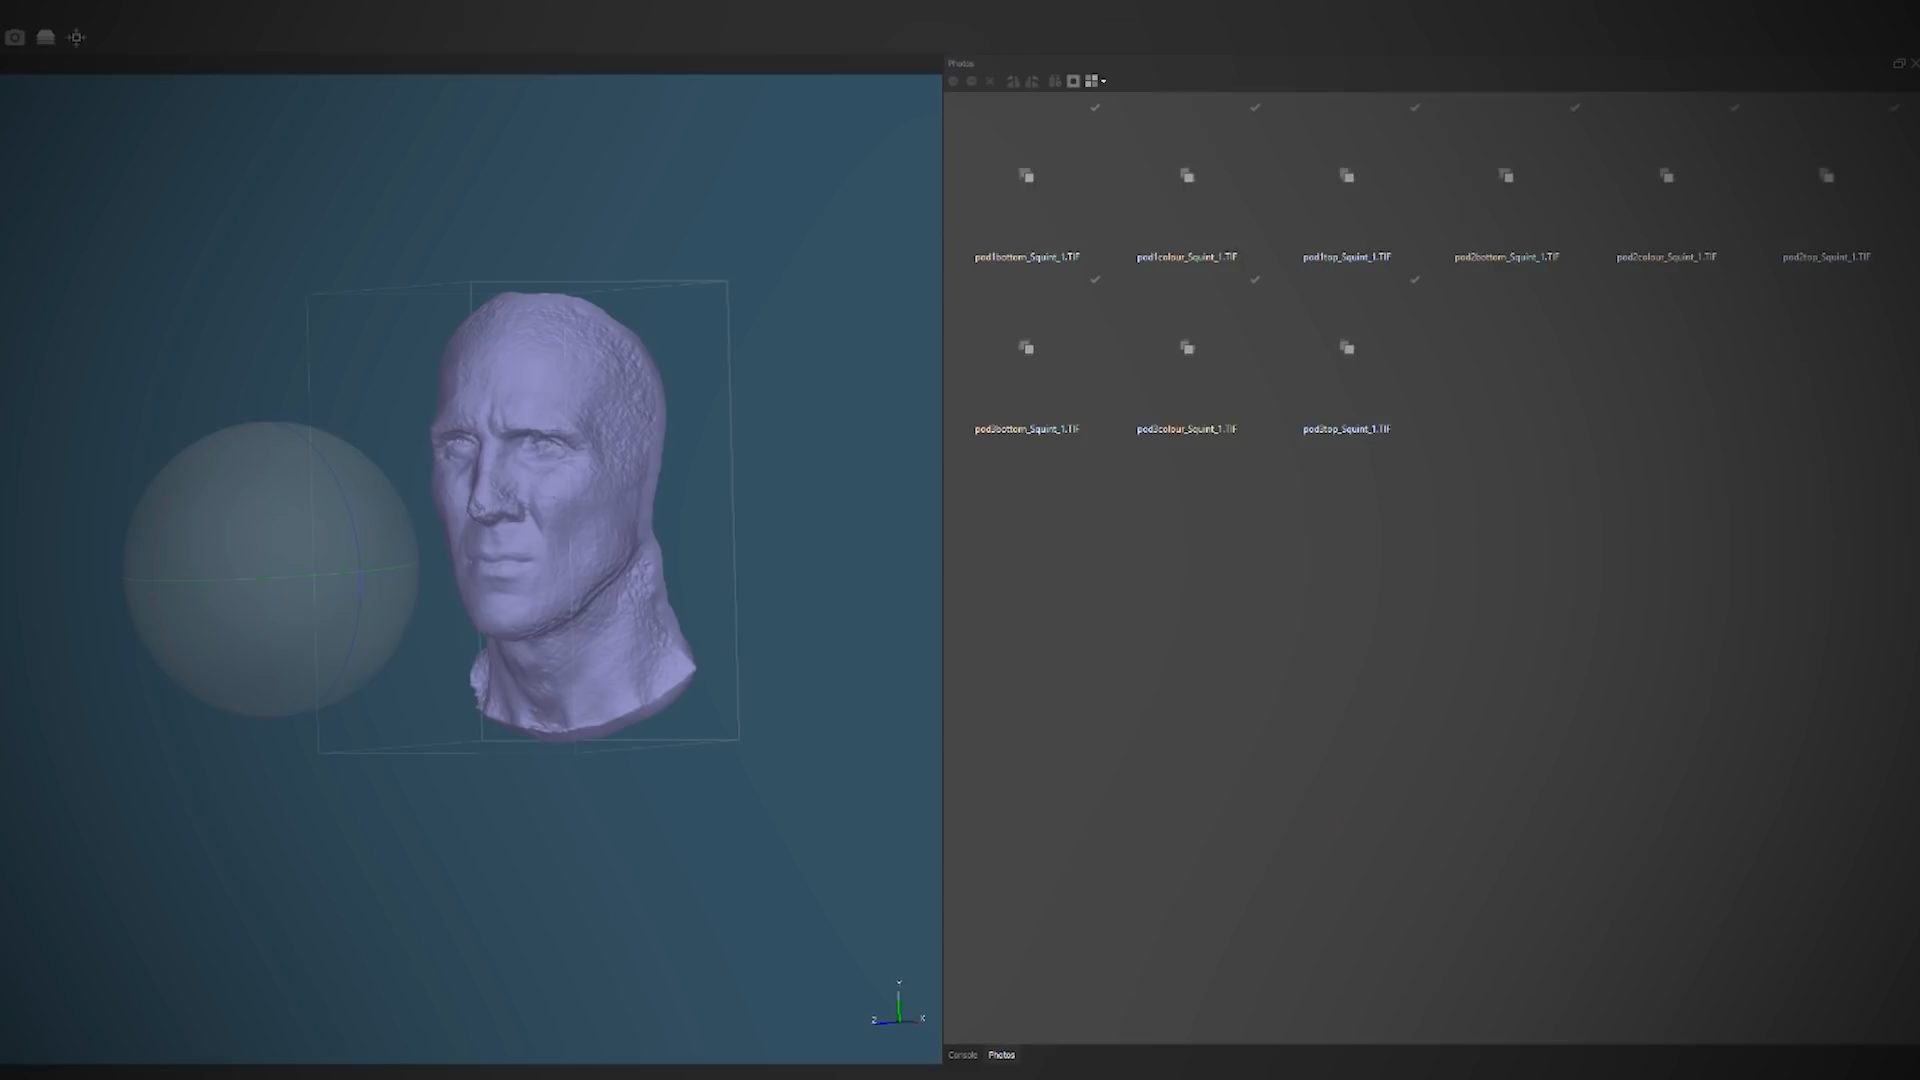 Photos
pod1bottom_Squint_1.TIF
pod1colour_Squint_1.TIF
pod1top_Squint_1.TIF
pod2bottom_Squint_1.TIF
pod2colour_Squint_1.TIF
pod2top_Squint_1.TIF
pod3bottom_Squint_1.TIF
pod3colour_Squint_1.TIF
pod3top_Squint_1.TIF
Y
Z X
Console Photos